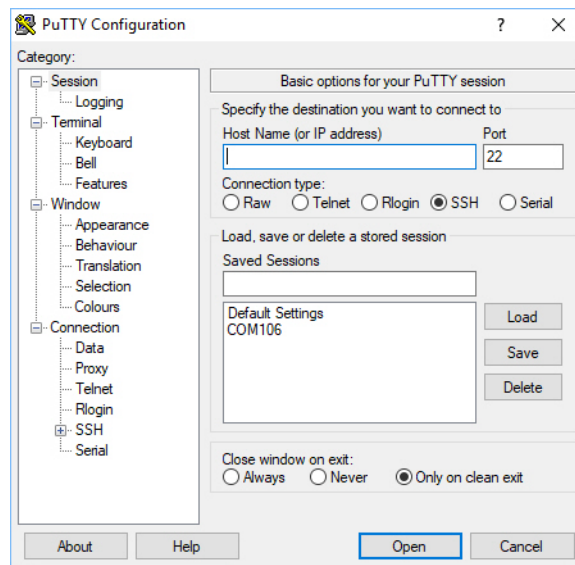 PuTTY Configuration
Category:
Session
Logging
Terminal
Keyboard
Bell
Features
Window
Appearance
Behaviour
Translation
Selection
Colours
Connection
Data
Proxy
Telnet
Rlogin
SSH
Serial
Basic options for your PuTTY session
Specify the destination you want to connect to
Host Name (or IP address) Port
22
Connection type:
Raw Telnet Rlogin SSH Serial
Load, save or delete a stored session
Saved Sessions
Default Settings
COM106
Load
Save
Delete
Close window on exit:
Always Never Only on clean exit
About Help Open Cancel